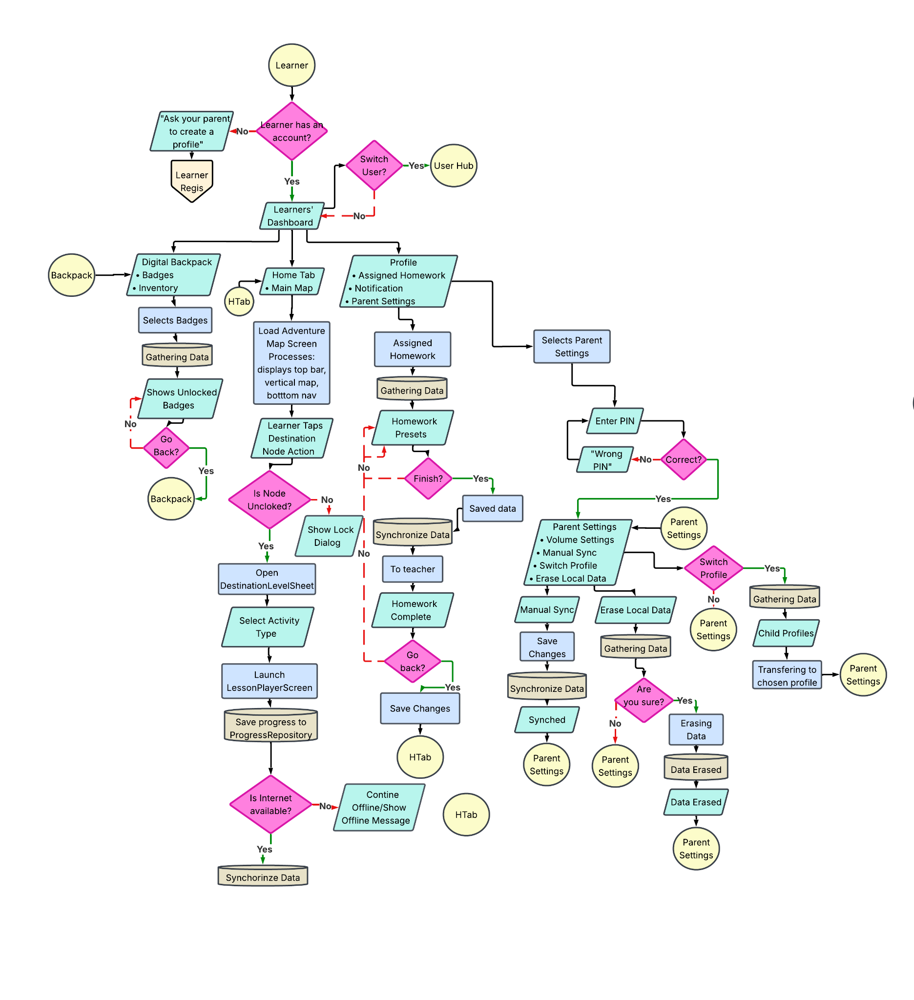 Learner
Learner has an
account?
No
"Ask your parent
to create a
profile"
Learner
Regis
Yes
Switch
User?
Yes
User Hub
No
Learners'
Dashboard
Backpack
Digital Backpack
• Badges
• Inventory
Selects Badges
Gathering Data
Shows Unlocked
Badges
No
Go
Back?
Yes
Backpack
Home Tab
• Main Map
HTab
Load Adventure
Map Screen
Processes:
displays top bar,
vertical map,
botttom nav
Learner Taps
Destination
Node Action
Is Node
Uncloked?
No
Show Lock
Dialog
Yes
Open
DestinationLevelSheet
Select Activity
Type
Launch
LessonPlayerScreen
Save progress to
ProgressRepository
Is Internet
available?
No
Contine
Offline/Show
Offline Message
Yes
Synchorinze Data
Profile
• Assigned Homework
• Notification
• Parent Settings
Assigned
Homework
Gathering Data
Homework
Presets
No
Finish?
Yes
Saved data
Synchronize Data
No
To teacher
Homework
Complete
Go
back?
Yes
Save Changes
HTab
HTab
Selects Parent
Settings
Enter PIN
"Wrong
PIN"
No
Correct?
Yes
Parent Settings
• Volume Settings
• Manual Sync
• Switch Profile
• Erase Local Data
Parent
Settings
Switch
Profile
Yes
No
Parent
Settings
Gathering Data
Child Profiles
Transfering to
chosen profile
Parent
Settings
Manual Sync
Save
Changes
Synchronize Data
Synched
Parent
Settings
Erase Local Data
Gathering Data
Are
you sure?
Yes
No
Parent
Settings
Erasing
Data
Data Erased
Data Erased
Parent
Settings